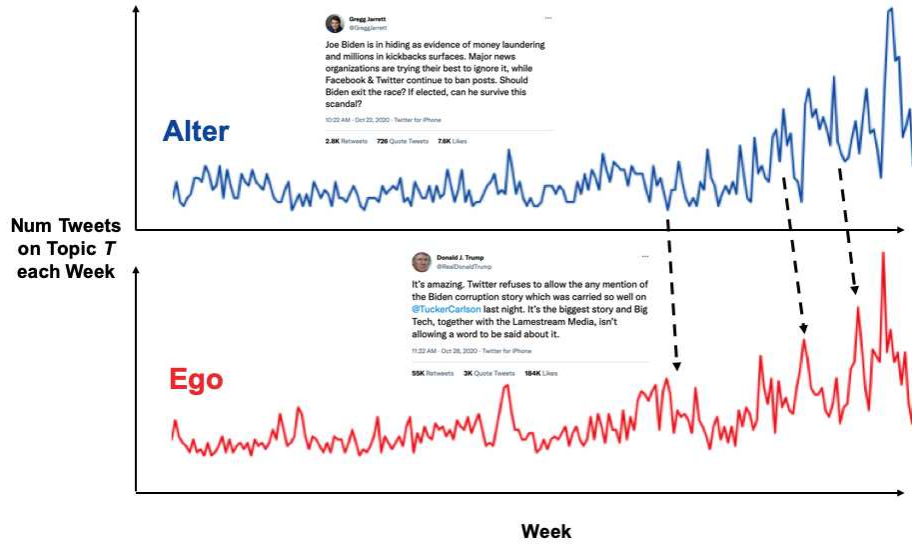 Gregg Jarrett
@GreggJarrett
Joe Biden is in hiding as evidence of money laundering
and millions in kickbacks surfaces. Major news
organizations are trying their best to ignore it, while
Facebook & Twitter continue to ban posts. Should
Biden exit the race? If elected, can he survive this
scandal?
10:22 AM · Oct 22, 2020 · Twitter for iPhone
2.8K Retweets 726 Quote Tweets 7.6K Likes
Alter
Num Tweets
on Topic T
each Week
Donald J. Trump
@RealDonaldTrump
It's amazing. Twitter refuses to allow the any mention of
the Biden corruption story which was carried so well on
@TuckerCarlson last night. It's the biggest story and Big
Tech, together with the Lamestream Media, isn't
allowing a word to be said about it.
11:22 AM · Oct 28, 2020 · Twitter for iPhone
55K Retweets 3K Quote Tweets 184K Likes
Ego
Week